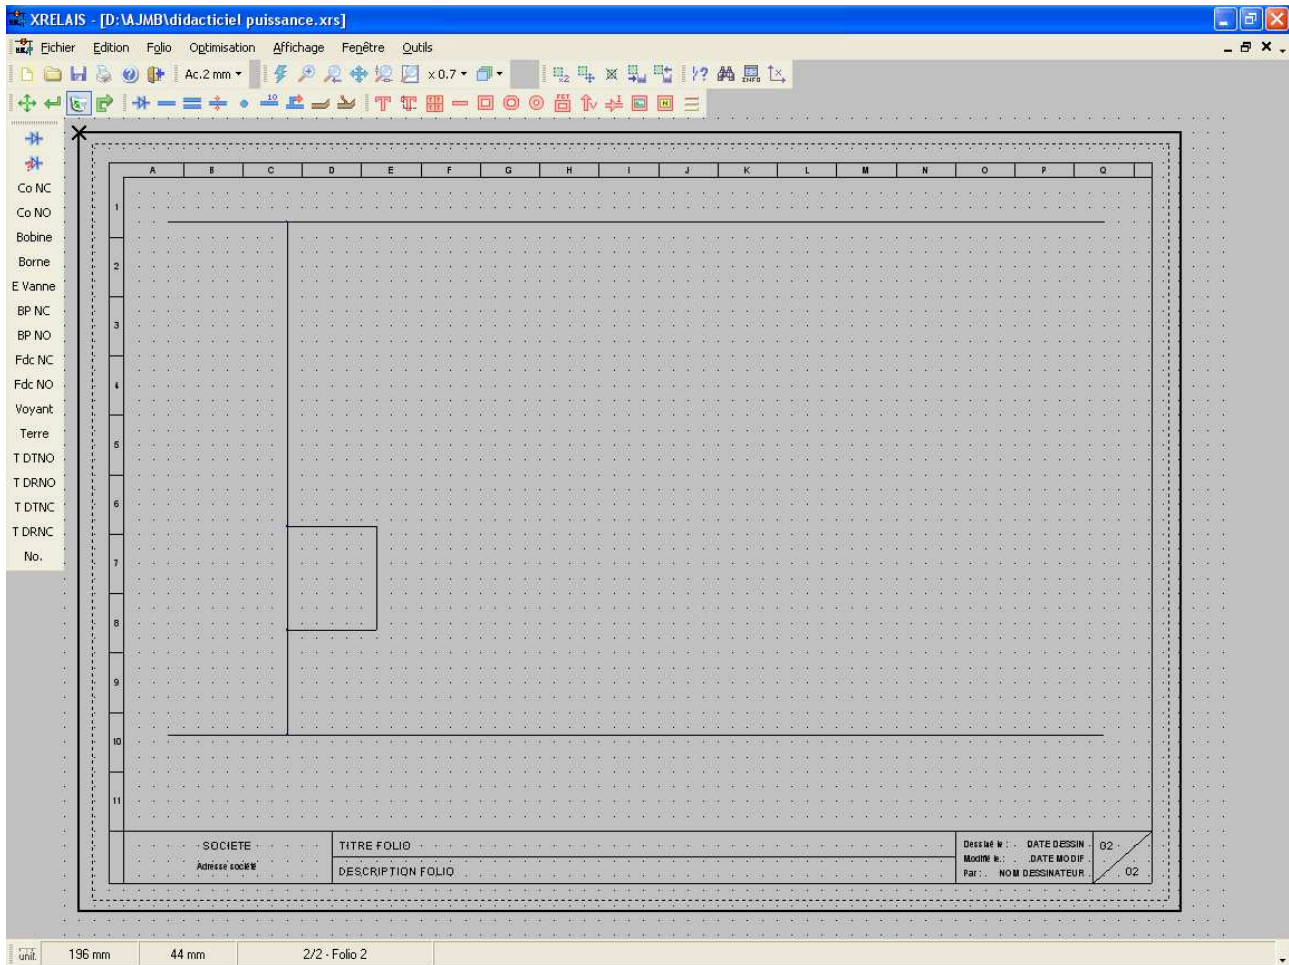 XRELAIS - [D:\AJMB\didacticiel puissance.xrs]
Fichier Edition Folio Optimisation Affichage Fenêtre Outils
Ac.2 mm x 0.7
x2 INFO
10 FCT N
Co NC
Co NO
Bobine
Borne
E Vanne
BP NC
BP NO
Fdc NC
Fdc NO
Voyant
Terre
T DTNO
T DRNO
T DTNC
T DRNC
No.
A B C D E F G H I J K L M N O P Q
1
2
3
4
5
6
7
8
9
10
11
SOCIETE
Adresse société
TITRE FOLIO
DESCRIPTION FOLIO
Dessiné le : DATE DESSIN
Modifié le : DATE MODIF
Par : NOM DESSINATEUR
02
02
unit. 196 mm 44 mm 2/2 - Folio 2